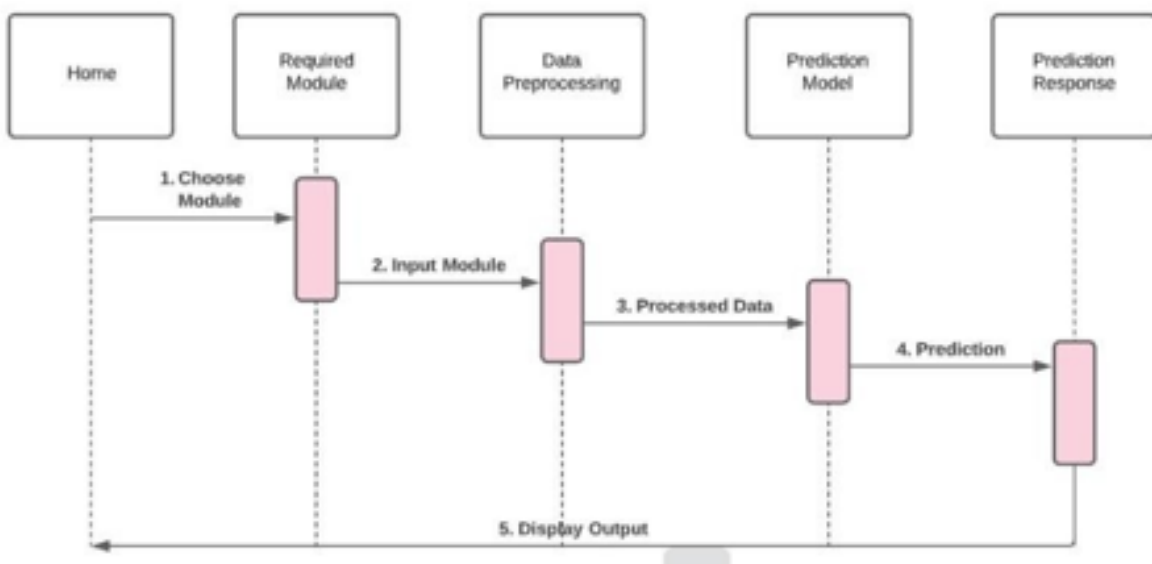 Home
Required
Module
Data
Preprocessing
Prediction
Model
Prediction
Response
1. Choose
Module
2. Input Module
3. Processed Data
4. Prediction
5. Display Output